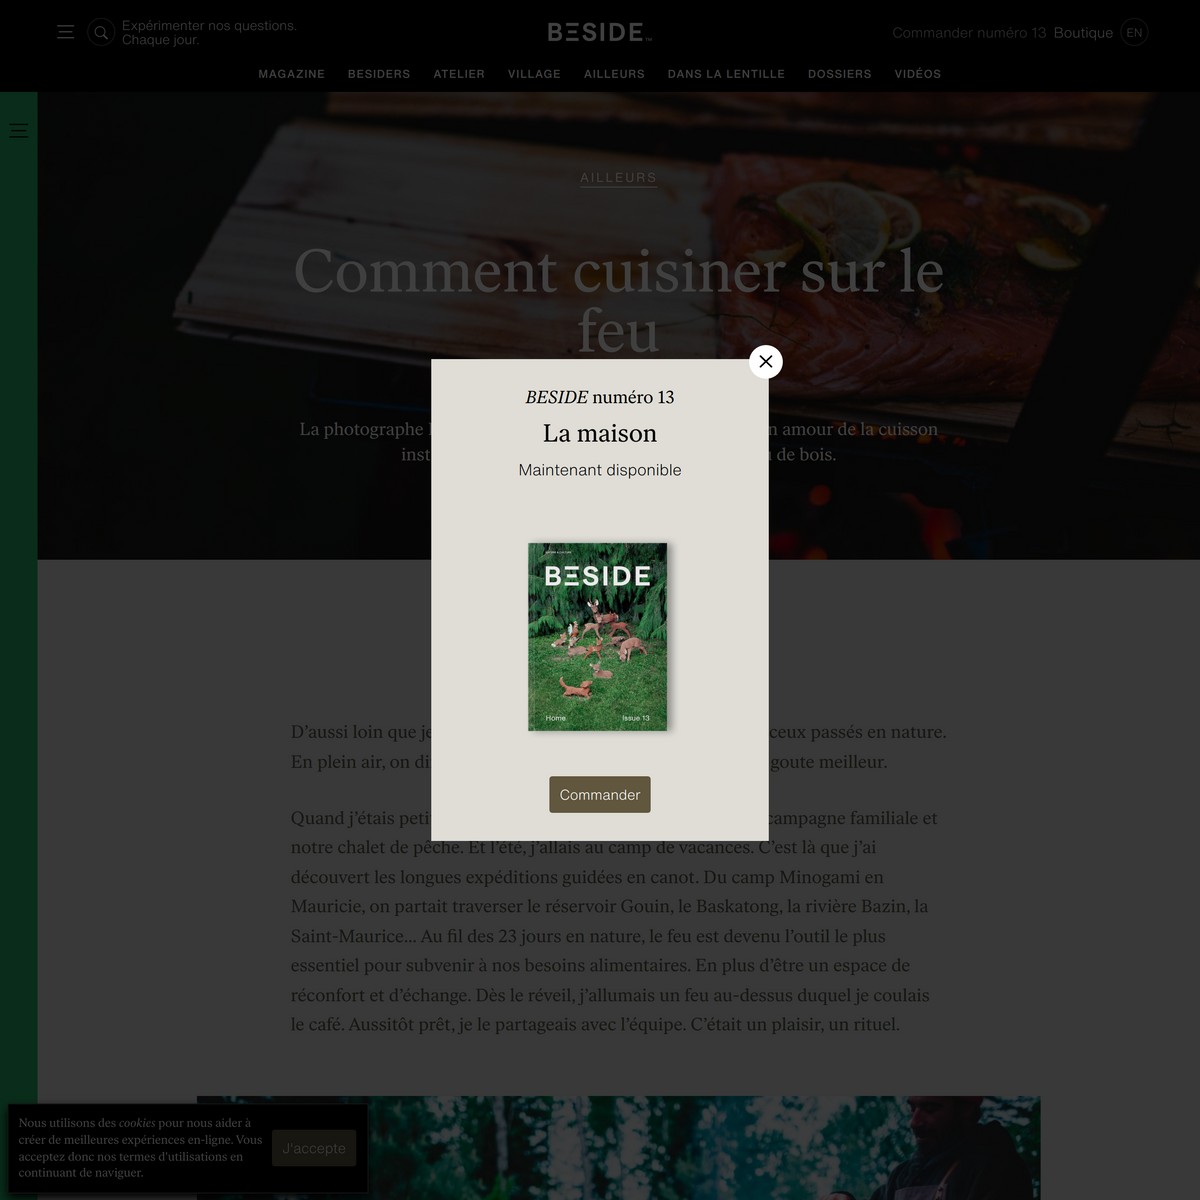 Expérimenter nos questions.
Chaque jour.
BESIDE™
Commander numéro 13 Boutique EN
MAGAZINE BESIDERS ATELIER VILLAGE AILLEURS DANS LA LENTILLE DOSSIERS VIDÉOS
AILLEURS
Comment cuisiner sur le
feu
La photographe
n amour de la cuisson
inst
de bois.
BESIDE numéro 13
La maison
Maintenant disponible
BESIDE
Home Issue 13
Commander
D’aussi loin que je
ceux passés en nature.
En plein air, on di
goute meilleur.
Quand j’étais peti
campagne familiale et
notre chalet de pêche. Et l’été, j’allais au camp de vacances. C’est là que j’ai
découvert les longues expéditions guidées en canot. Du camp Minogami en
Mauricie, on partait traverser le réservoir Gouin, le Baskatong, la rivière Bazin, la
Saint-Maurice... Au fil des 23 jours en nature, le feu est devenu l’outil le plus
essentiel pour subvenir à nos besoins alimentaires. En plus d’être un espace de
réconfort et d’échange. Dès le réveil, j’allumais un feu au-dessus duquel je coulais
le café. Aussitôt prêt, je le partageais avec l’équipe. C’était un plaisir, un rituel.
Nous utilisons des cookies pour nous aider à
créer de meilleures expériences en-ligne. Vous
acceptez donc nos termes d'utilisations en
continuant de naviguer.
J'accepte